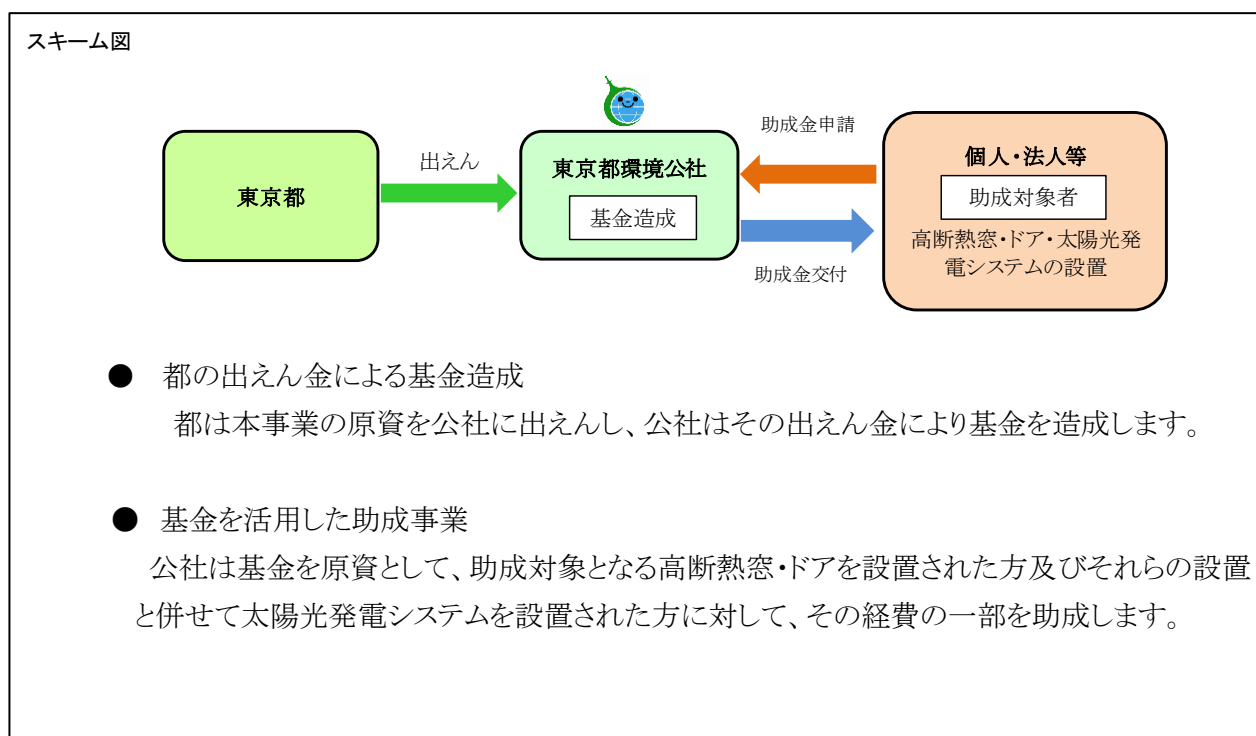 スキーム図
助成金申請
出えん
東京都
東京都環境公社
基金造成
個人・法人等
助成対象者
高断熱窓・ドア・太陽光発
電システムの設置
助成金交付
● 都の出えん金による基金造成
都は本事業の原資を公社に出えんし、公社はその出えん金により基金を造成します。
● 基金を活用した助成事業
公社は基金を原資として、助成対象となる高断熱窓・ドアを設置された方及びそれらの設置
と併せて太陽光発電システムを設置された方に対して、その経費の一部を助成します。